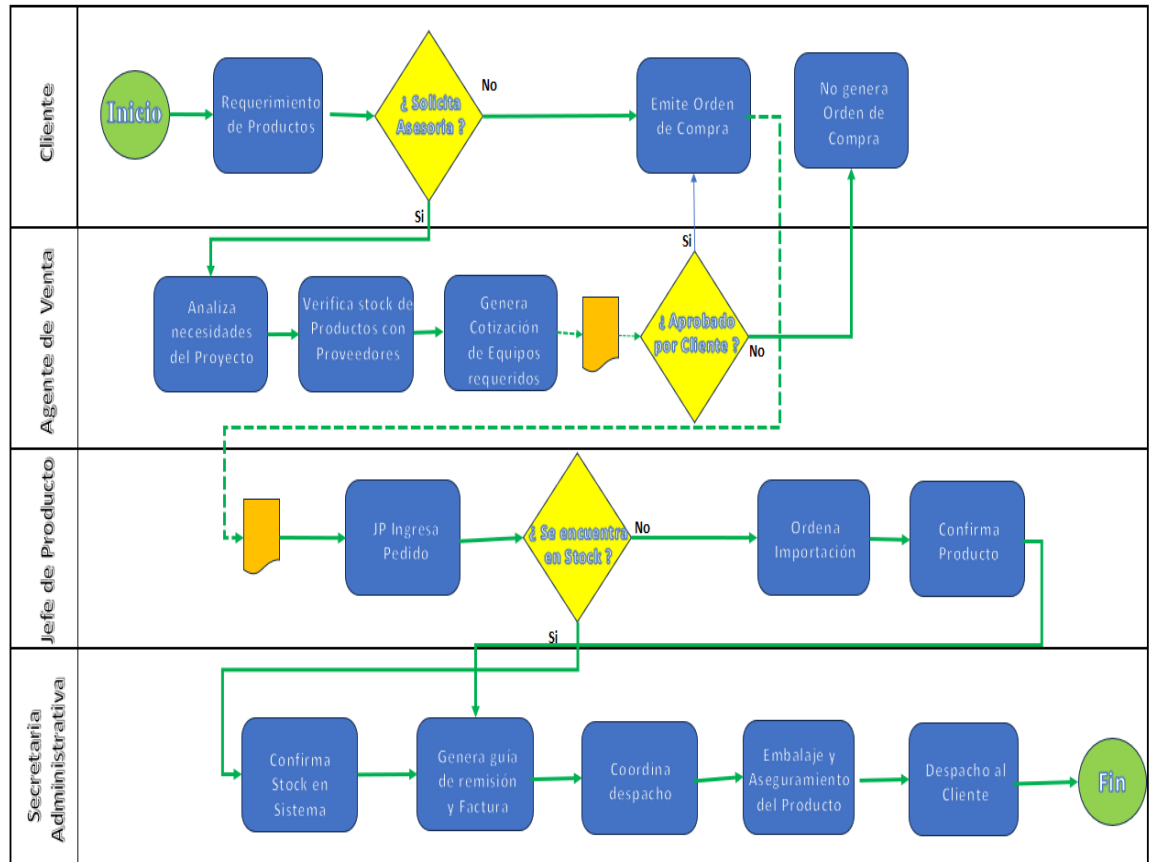 Cliente
Inicio
Requerimiento
de Productos
¿ Solicita
Asesoria ?
No
Si
Emite Orden
de Compra
No genera
Orden de
Compra
Agente de Venta
Analiza
necesidades
del Proyecto
Verifica stock de
Productos con
Proveedores
Genera
Cotización
de Equipos
requeridos
¿ Aprobado
por Cliente ?
Si
No
Jefe de Producto
JP Ingresa
Pedido
¿ Se encuentra
en Stock ?
No
Si
Ordena
Importación
Confirma
Producto
Secretaria
Administrativa
Confirma
Stock en
Sistema
Genera guía
de remisión
y Factura
Coordina
despacho
Embalaje y
Aseguramiento
del Producto
Despacho al
Cliente
Fin